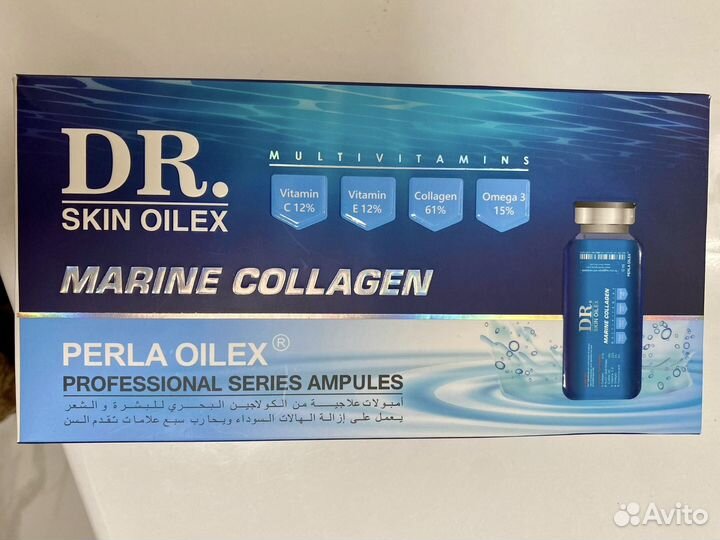 DR.
SKIN OILEX
MULTIVITAMINS
Vitamin
C 12%
Vitamin
E 12%
Collagen
61%
Omega 3
15%
MARINE COLLAGEN
PERLA OILEX®
PROFESSIONAL SERIES AMPULES
أمبولات علاجية من الكولاجين البحري للبشرة و الشعر
يعمل على إزالة الهالات السوداء ويحارب سبع علامات تقدم السن
DR.
SKIN OILEX
MARINE COLLAGEN
PERLA OILEX
Avito